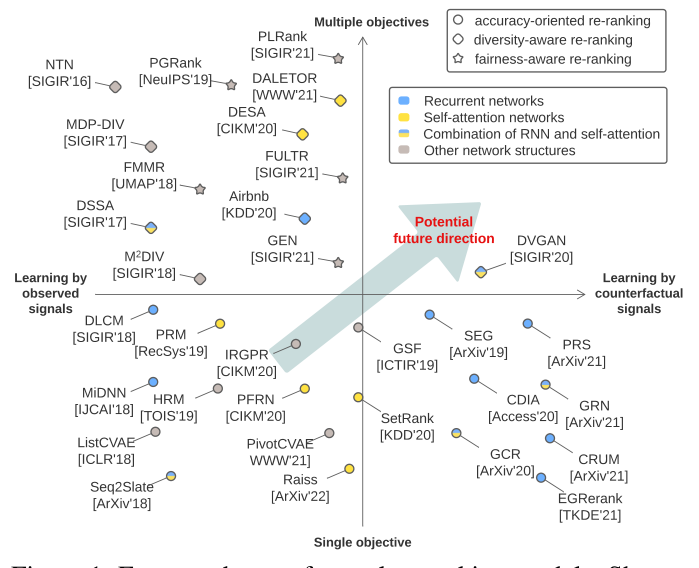 Multiple objectives
accuracy-oriented re-ranking
diversity-aware re-ranking
fairness-aware re-ranking
Recurrent networks
Self-attention networks
Combination of RNN and self-attention
Other network structures
PLRank
[SIGIR'21]
NTN
[SIGIR'16]
PGRank
[NeuIPS'19]
DALETOR
[WWW'21]
DESA
[CIKM'20]
MDP-DIV
[SIGIR'17]
FULTR
[SIGIR'21]
FMMR
[UMAP'18]
Airbnb
[KDD'20]
DSSA
[SIGIR'17]
GEN
[SIGIR'21]
M²DIV
[SIGIR'18]
Potential
future direction
DVGAN
[SIGIR'20]
Learning by
observed
signals
Learning by
counterfactual
signals
DLCM
[SIGIR'18]
PRM
[RecSys'19]
IRGPR
[CIKM'20]
GSF
[ICTIR'19]
SEG
[ArXiv'19]
PRS
[ArXiv'21]
MiDNN
[IJCAI'18]
HRM
[TOIS'19]
PFRN
[CIKM'20]
SetRank
[KDD'20]
CDIA
[Access'20]
GRN
[ArXiv'21]
ListCVAE
[ICLR'18]
PivotCVAE
WWW'21]
GCR
[ArXiv'20]
CRUM
[ArXiv'21]
Seq2Slate
[ArXiv'18]
Raiss
[ArXiv'22]
EGRerank
[TKDE'21]
Single objective